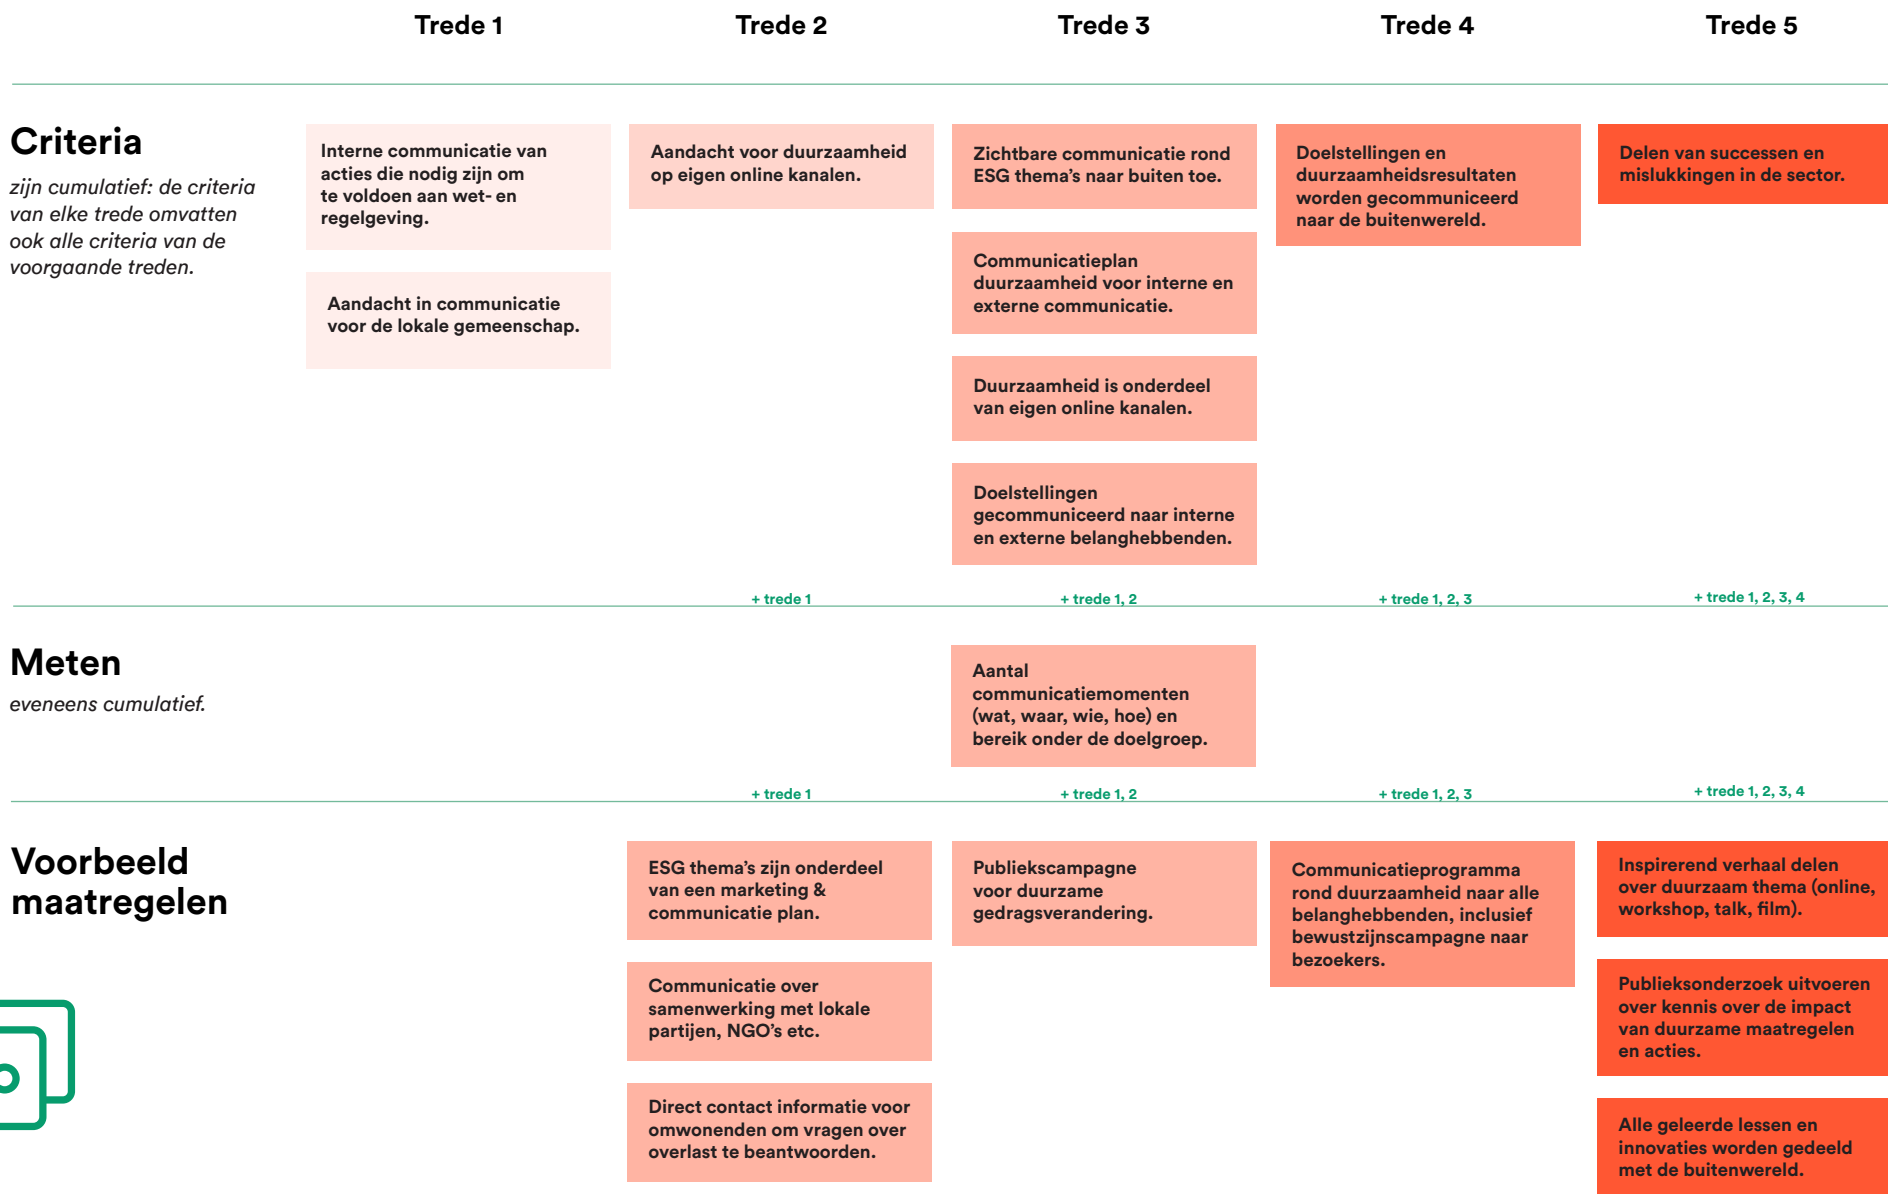 Trede 1
Trede 2
Trede 3
Trede 4
Trede 5
Criteria
zijn cumulatief: de criteria
van elke trede omvatten
ook alle criteria van de
voorgaande treden.
Interne communicatie van
acties die nodig zijn om
te voldoen aan wet- en
regelgeving.
Aandacht in communicatie
voor de lokale gemeenschap.
Aandacht voor duurzaamheid
op eigen online kanalen.
Zichtbare communicatie rond
ESG thema's naar buiten toe.
Communicatieplan
duurzaamheid voor interne en
externe communicatie.
Duurzaamheid is onderdeel
van eigen online kanalen.
Doelstellingen
gecommuniceerd naar interne
en externe belanghebbenden.
Doelstellingen en
duurzaamheidsresultaten
worden gecommuniceerd
naar de buitenwereld.
Delen van successen en
mislukkingen in de sector.
+ trede 1
+ trede 1, 2
+ trede 1, 2, 3
+ trede 1, 2, 3, 4
Meten
eveneens cumulatief.
Aantal
communicatiemomenten
(wat, waar, wie, hoe) en
bereik onder de doelgroep.
+ trede 1
+ trede 1, 2
+ trede 1, 2, 3
+ trede 1, 2, 3, 4
Voorbeeld
maatregelen
ESG thema's zijn onderdeel
van een marketing &
communicatie plan.
Communicatie over
samenwerking met lokale
partijen, NGO's etc.
Direct contact informatie voor
omwonenden om vragen over
overlast te beantwoorden.
Publiekscampagne
voor duurzame
gedragsverandering.
Communicatieprogramma
rond duurzaamheid naar alle
belanghebbenden, inclusief
bewustzijnscampagne naar
bezoekers.
Inspirerend verhaal delen
over duurzaam thema (online,
workshop, talk, film).
Publieksonderzoek uitvoeren
over kennis over de impact
van duurzame maatregelen
en acties.
Alle geleerde lessen en
innovaties worden gedeeld
met de buitenwereld.